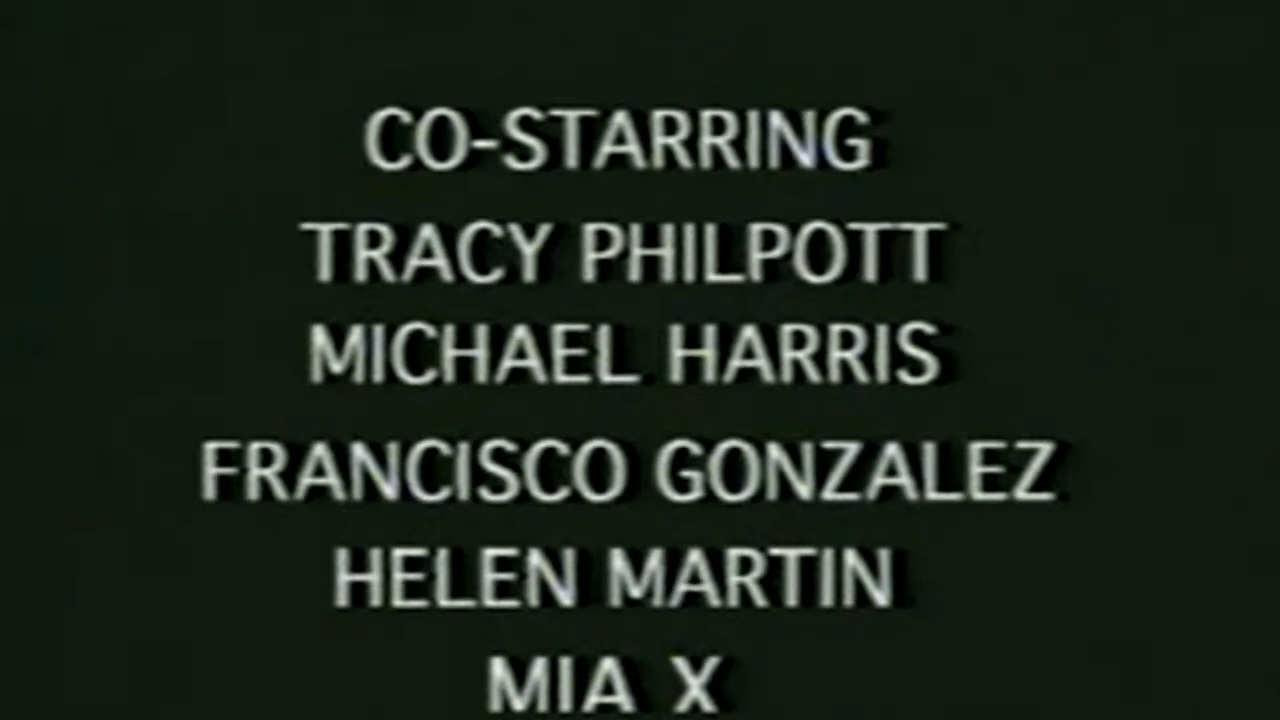 CO-STARRING
TRACY PHILPOTT
MICHAEL HARRIS
FRANCISCO GONZALEZ
HELEN MARTIN
MIA X